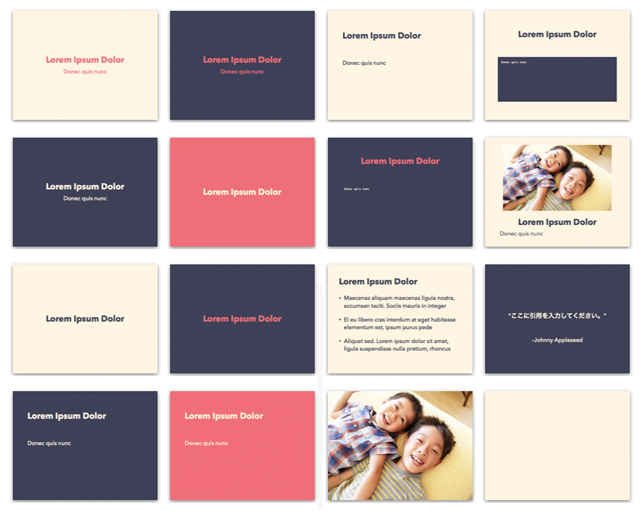 Lorem Ipsum Dolor
Donec quis nunc
Lorem Ipsum Dolor
Donec quis nunc
Lorem Ipsum Dolor
Donec quis nunc
Lorem Ipsum Dolor
Donec quis nunc
Lorem Ipsum Dolor
Donec quis nunc
Lorem Ipsum Dolor
Lorem Ipsum Dolor
Donec quis nunc
Lorem Ipsum Dolor
Donec quis nunc
Lorem Ipsum Dolor
Lorem Ipsum Dolor
Lorem Ipsum Dolor
• Maecenas aliquam maecenas ligula nostra,
accumsan taciti. Sociis mauris in integer
• El eu libero cras interdum at eget habitasse
elementum est, ipsum purus pede
• Aliquet sed. Lorem ipsum dolor sit amet,
ligula suspendisse nulla pretium, rhoncus
“ここに引用を入力してください。”
–Johnny Appleseed
Lorem Ipsum Dolor
Donec quis nunc
Lorem Ipsum Dolor
Donec quis nunc